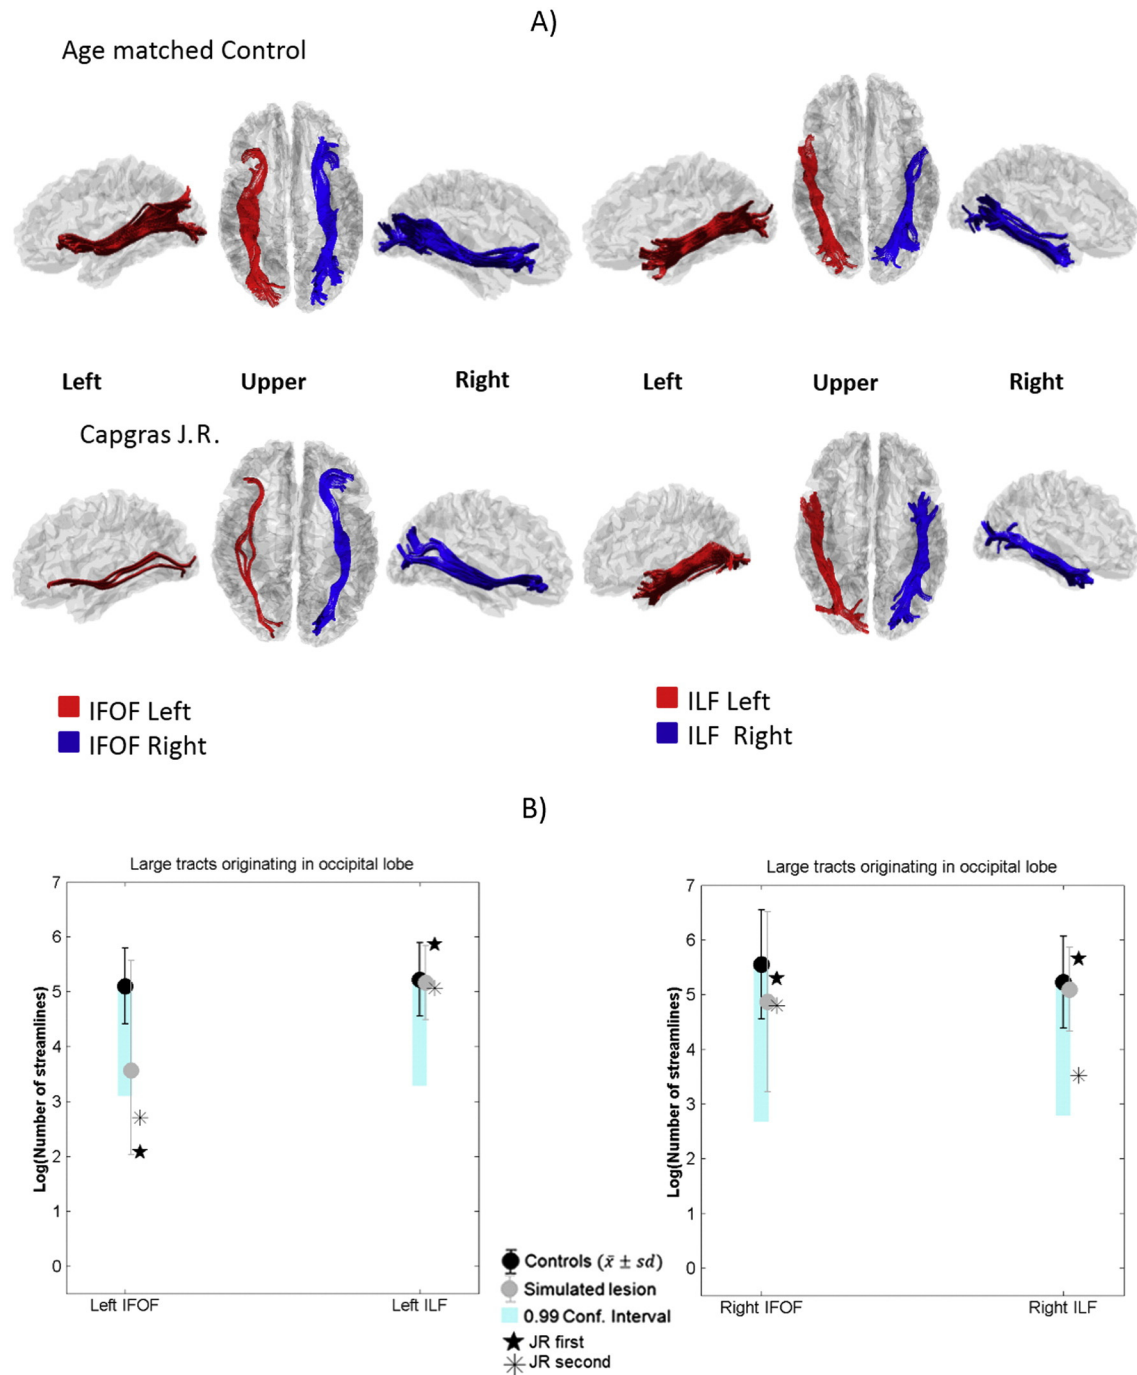 A)
Age matched Control
Left Upper Right Left Upper Right
Capgras J.R.
IFOF Left
IFOF Right
ILF Left
ILF Right
B)
Large tracts originating in occipital lobe
Log(Number of streamlines)
7
6
5
4
3
2
1
0
Left IFOF Left ILF
Large tracts originating in occipital lobe
Log(Number of streamlines)
7
6
5
4
3
2
1
0
Right IFOF Right ILF
Controls (x̄ ± sd)
Simulated lesion
0.99 Conf. Interval
JR first
JR second